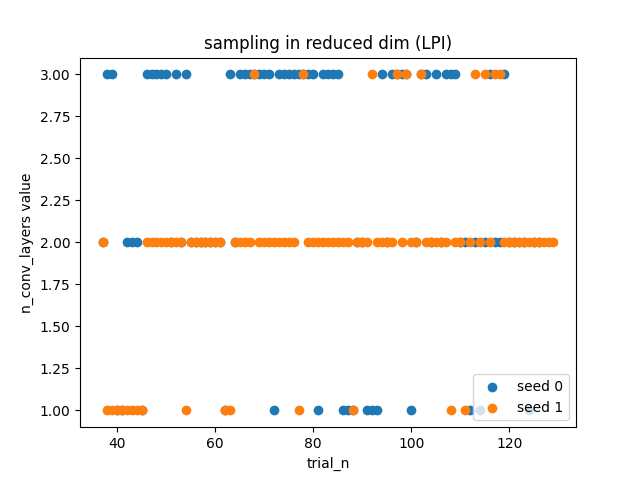 sampling in reduced dim (LPI)
3.00
2.75
2.50
2.25
2.00
1.75
1.50
1.25
1.00
n_conv_layers value
40
60
80
100
120
trial_n
seed 0
seed 1